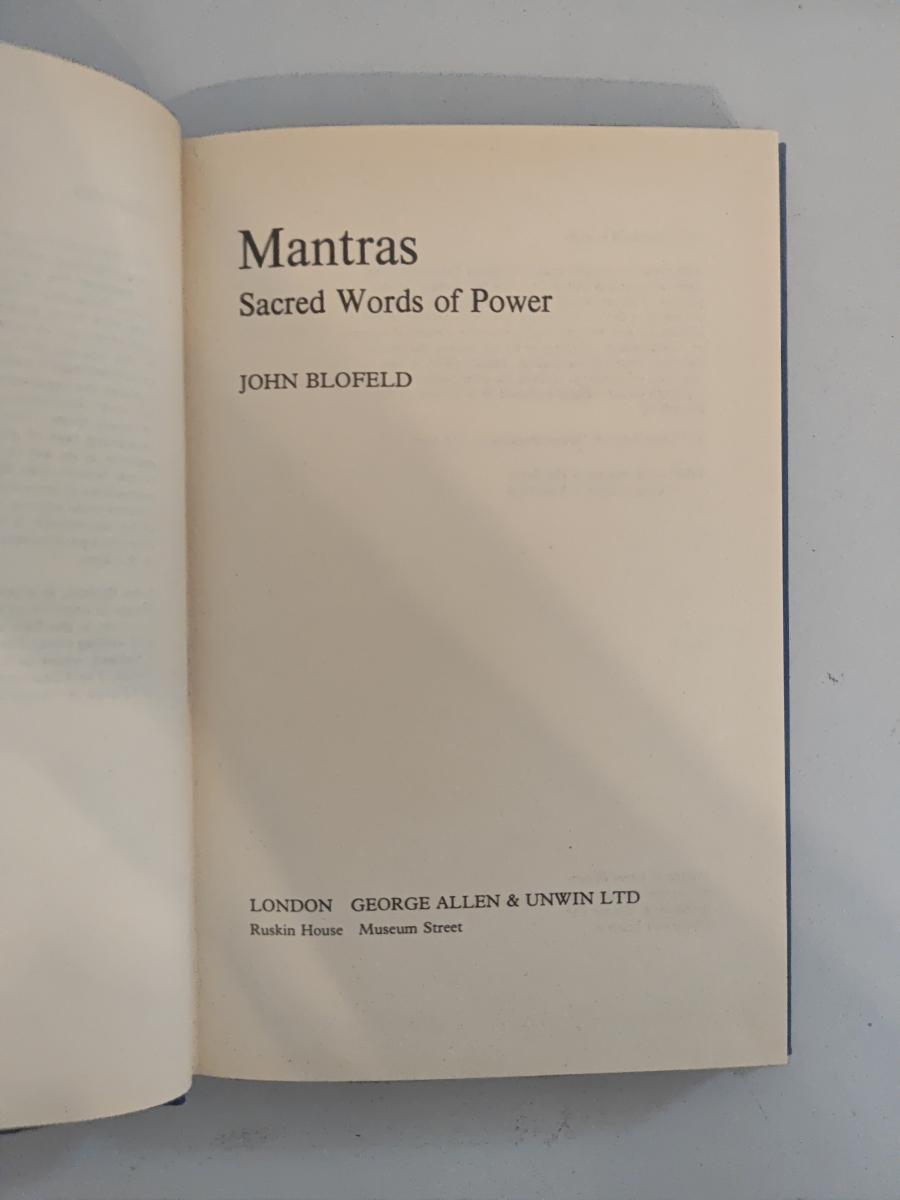 Mantras
Sacred Words of Power
JOHN BLOFELD
LONDON GEORGE ALLEN & UNWIN LTD
Ruskin House Museum Street